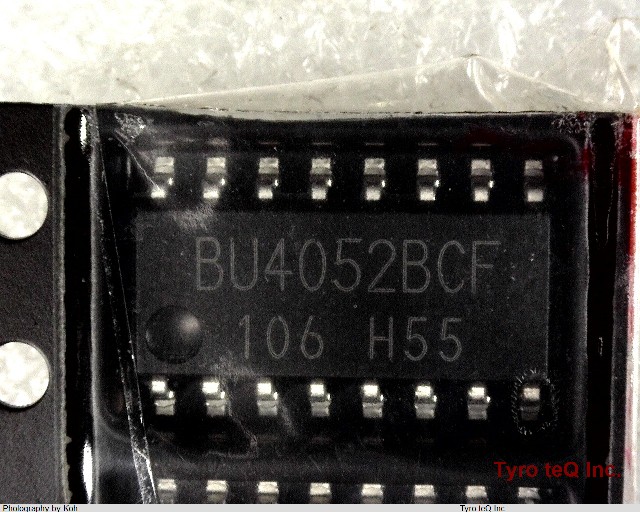 BU4052BCF
106 H55
Tyro teQ Inc.
Photography by Koh
Tyro teQ Inc